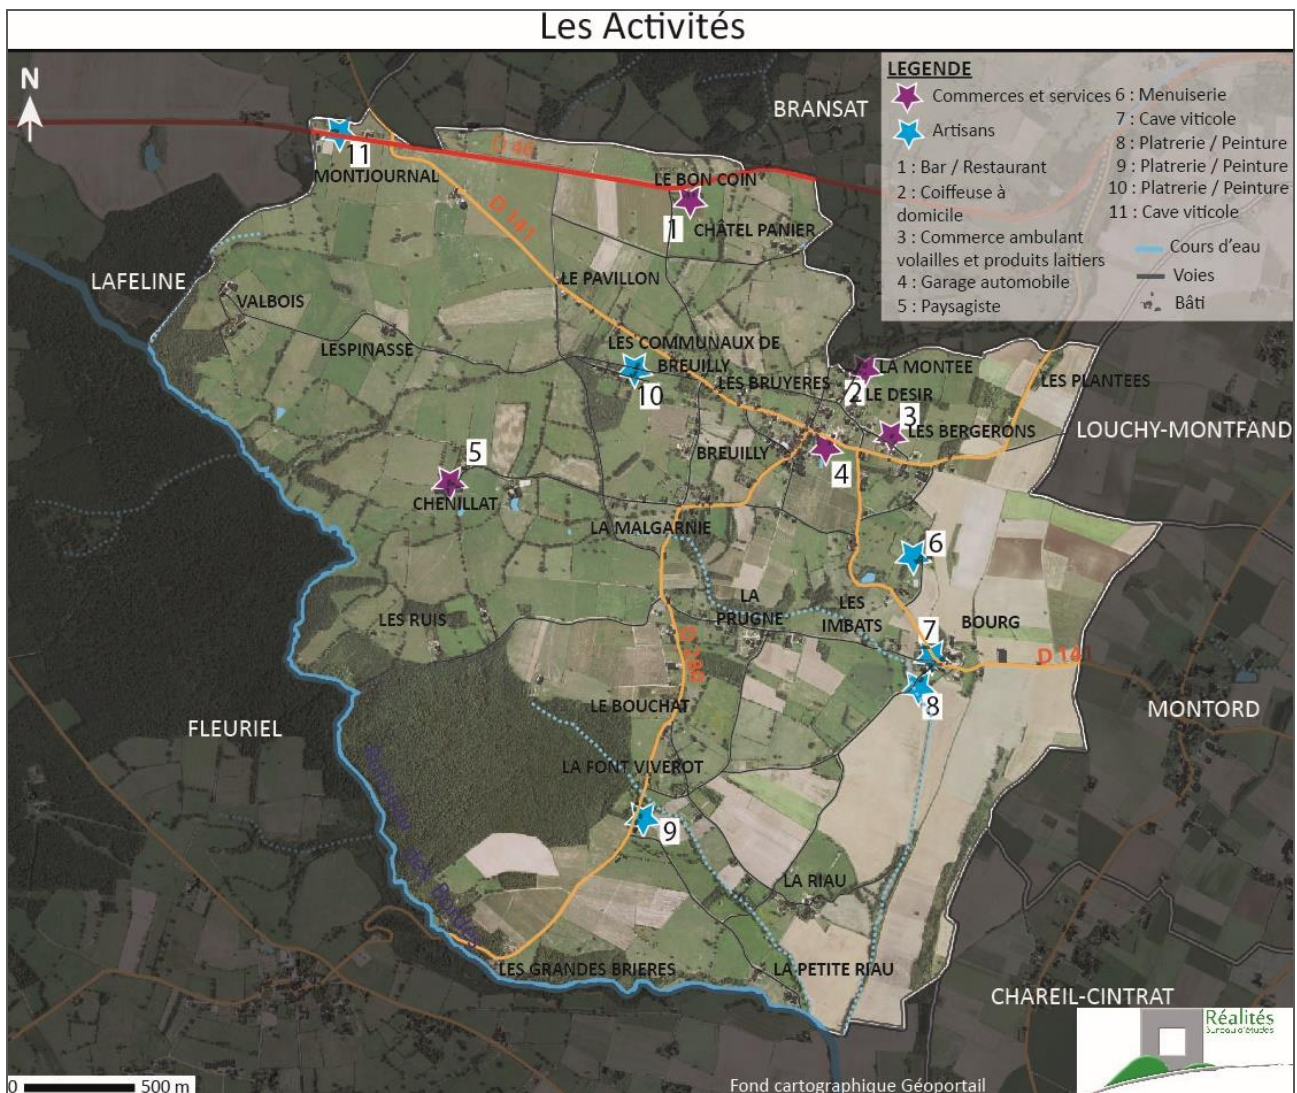 Les Activités
N
LEGENDE
Commerces et services
Artisans
1 : Bar / Restaurant
2 : Coiffeuse à
domicile
3 : Commerce ambulant
volailles et produits laitiers
4 : Garage automobile
5 : Paysagiste
6 : Menuiserie
7 : Cave viticole
8 : Platrerie / Peinture
9 : Platrerie / Peinture
10 : Platrerie / Peinture
11 : Cave viticole
Cours d'eau
Voies
Bâti
BRANSAT
11
MONTJOURNAL
D 46
LE BON COIN
D 141
1
CHÂTEL PANIER
LAFELINE
LE PAVILLON
VALBOIS
LESPINASSE
LES COMMUNAUX DE
BREUILLY
10
LES BRUYERES
LA MONTEE
2
LE DESIR
LES PLANTEES
3
LES BERGERONS
LOUCHY-MONTFAND
BREUILLY
4
5
CHENILLAT
LA MALGARNIE
6
LA
PRUGNE
LES
IMBATS
LES RUIS
7
BOURG
D 141
D 280
8
LE BOUCHAT
MONTORD
FLEURIEL
LA FONT VIVEROT
9
LA RIAU
LES GRANDES BRIERES
LA PETITE RIAU
CHAREIL-CINTRAT
Réalités
Bureau d'études
0
500 m
Fond cartographique Géoportail